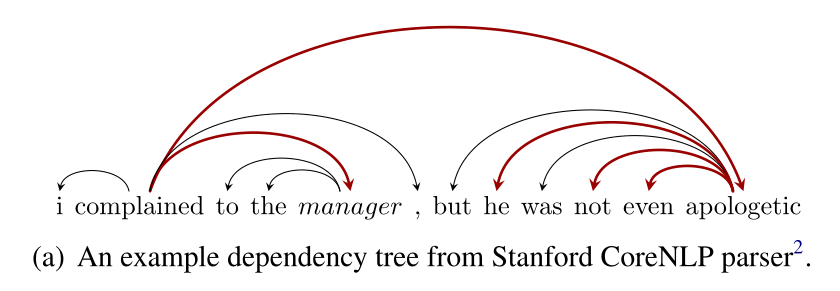 i complained to the manager , but he was not even apologetic
(a) An example dependency tree from Stanford CoreNLP parser2.